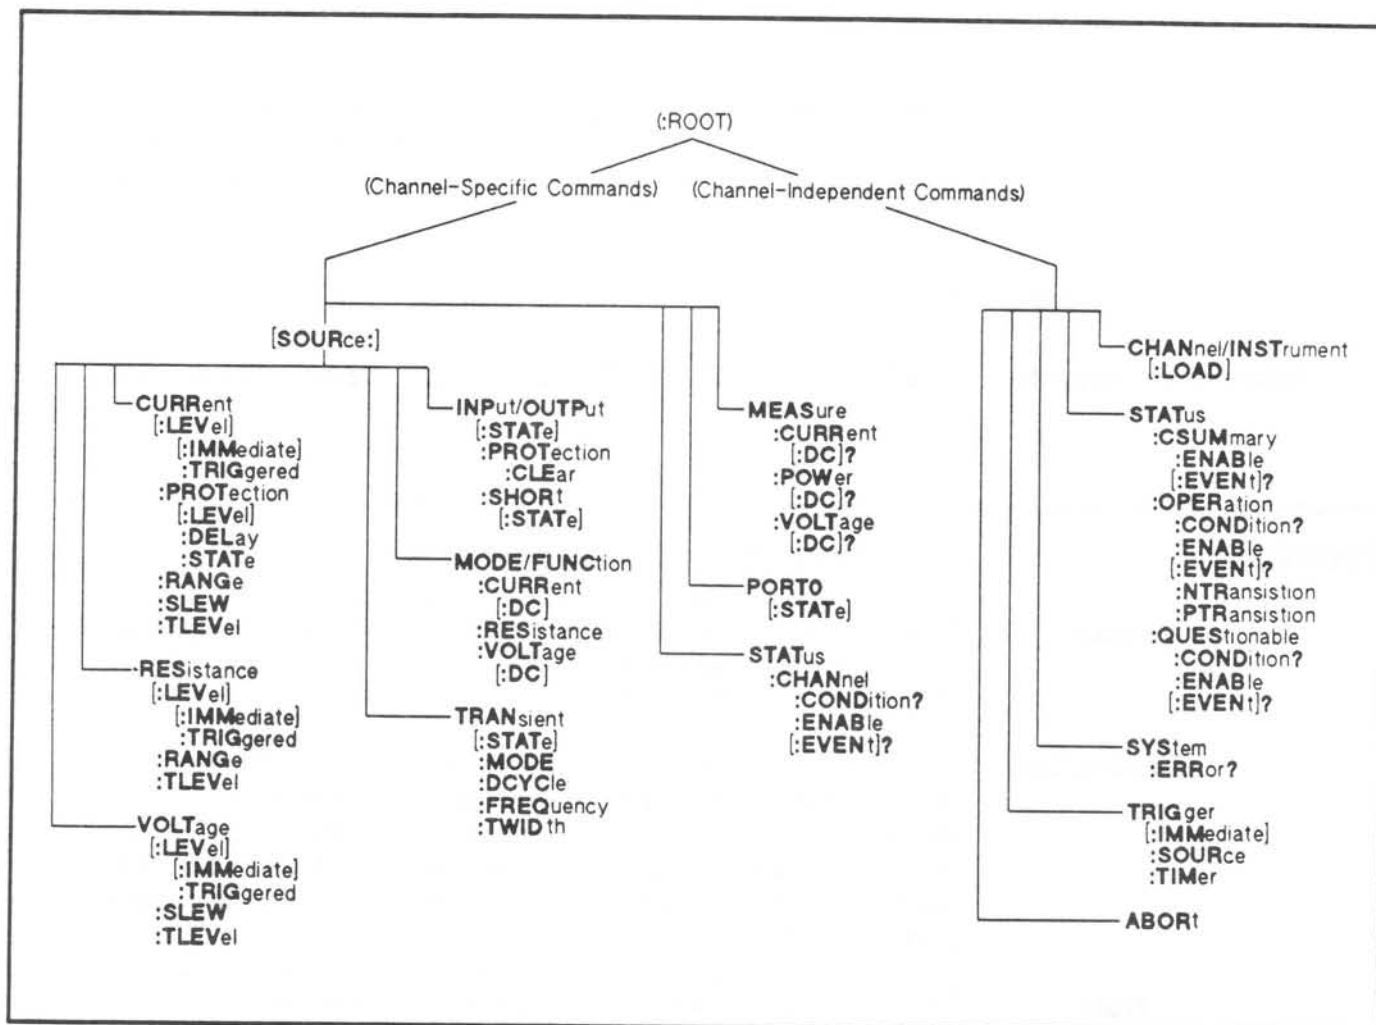 (:ROOT)
(Channel-Specific Commands)
(Channel-Independent Commands)
[SOURce:]
CURRent
[:LEVel]
[:IMMediate]
:TRIGgered
:PROTection
[:LEVel]
:DELay
:STATe
:RANGe
:SLEW
:TLEVel
RESistance
[:LEVel]
[:IMMediate]
:TRIGgered
:RANGe
:TLEVel
VOLTage
[:LEVel]
[:IMMediate]
:TRIGgered
:SLEW
:TLEVel
INPut/OUTPut
[:STATe]
:PROTection
:CLEar
:SHORt
[:STATe]
MODE/FUNCtion
:CURRent
[:DC]
:RESistance
:VOLTage
[:DC]
TRANsient
[:STATe]
:MODE
:DCYCle
:FREQuency
:TWIDth
MEASure
:CURRent
[:DC]?
:POWer
[:DC]?
:VOLTage
[:DC]?
PORT0
[:STATe]
STATus
:CHANnel
:CONDition?
:ENABle
[:EVENt]?
CHANnel/INSTrument
[:LOAD]
STATus
:CSUMmary
:ENABle
[:EVENt]?
:OPERation
:CONDition?
:ENABle
[:EVENt]?
:NTRansistion
:PTRansistion
:QUEStionable
:CONDition?
:ENABle
[:EVENt]?
SYStem
:ERRor?
TRIGger
[:IMMediate]
:SOURce
:TIMer
ABORt